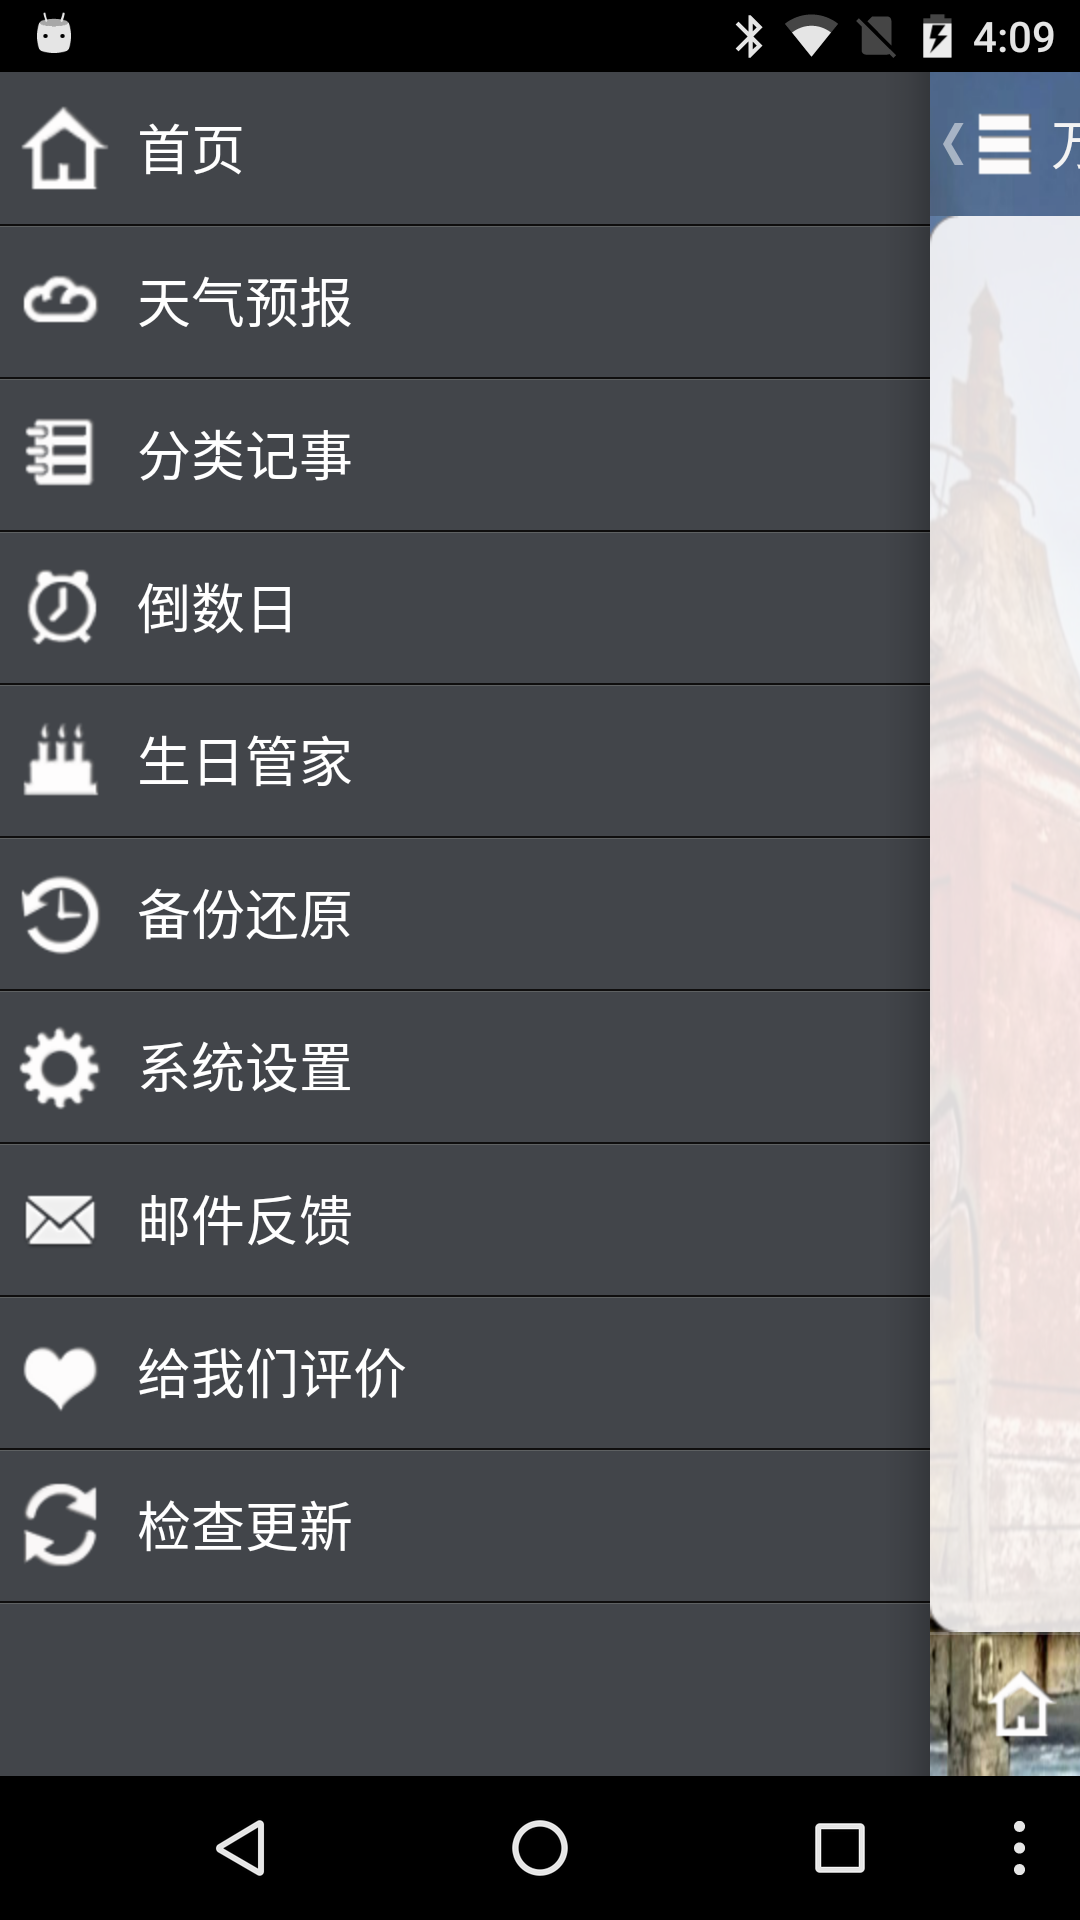 4:09
首页
天气预报
分类记事
倒数日
生日管家
备份还原
系统设置
邮件反馈
给我们评价
检查更新